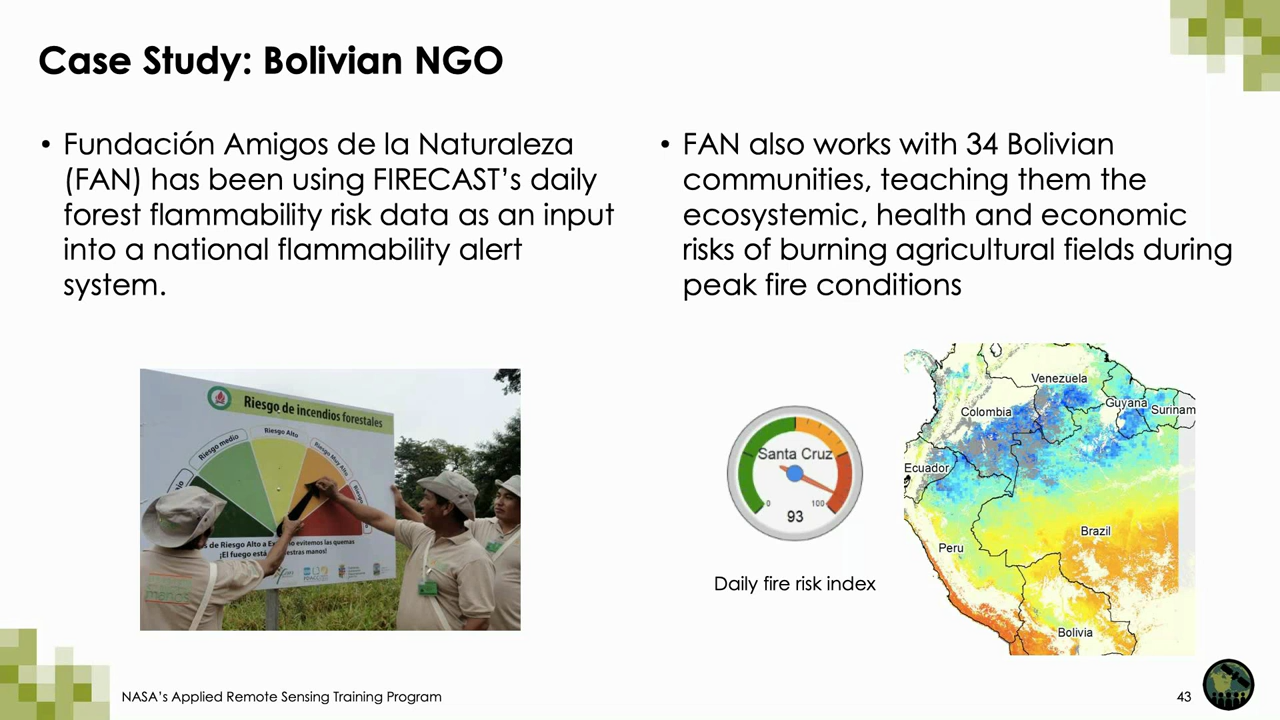 Case Study: Bolivian NGO
• Fundación Amigos de la Naturaleza
(FAN) has been using FIRECAST’s daily
forest flammability risk data as an input
into a national flammability alert
system.
• FAN also works with 34 Bolivian
communities, teaching them the
ecosystemic, health and economic
risks of burning agricultural fields during
peak fire conditions
Riesgo de incendios forestales
Riesgo medio
Riesgo Alto
Riesgo Muy Alto
de Riesgo Alto a
no evitemos las quemas
¡El fuego está
nuestras manos!
Santa Cruz
0
100
93
Daily fire risk index
Venezuela
Guyana
Surinam
Colombia
Ecuador
Brazil
Peru
Bolivia
NASA’s Applied Remote Sensing Training Program
43